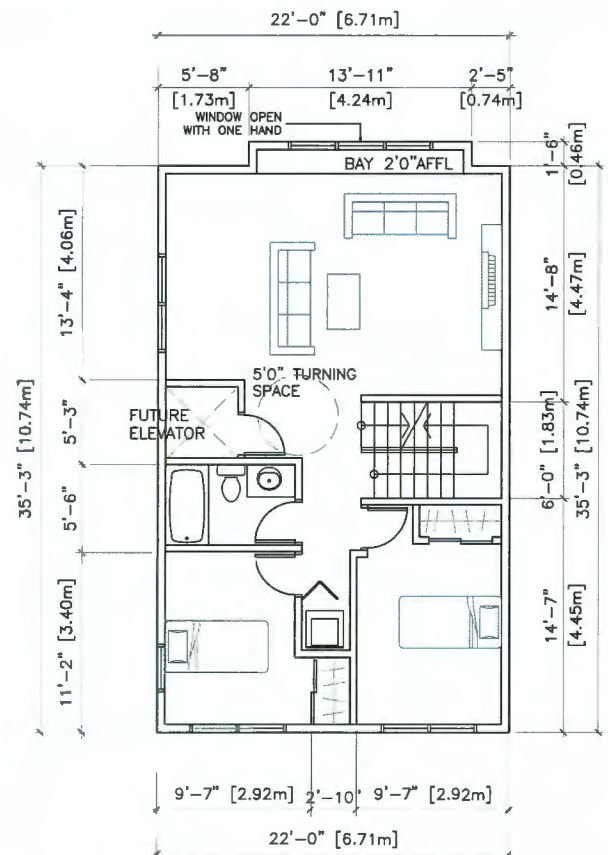 22'-0" [6.71m]
5'-8" 13'-11" 2'-5"
[1.73m] [4.24m] [0.74m]
WINDOW OPEN
WITH ONE HAND
BAY 2'0"AFFL
1'-6"
[0.46m]
13'-4" [4.06m]
14'-8"
[4.47m]
5'0" TURNING
SPACE
FUTURE
ELEVATOR
5'-3"
6'-0" [1.83m]
35'-3" [10.74m]
35'-3" [10.74m]
5'-6"
11'-2" [3.40m]
14'-7"
[4.45m]
9'-7" [2.92m] 2'-10' 9'-7" [2.92m]
22'-0" [6.71m]